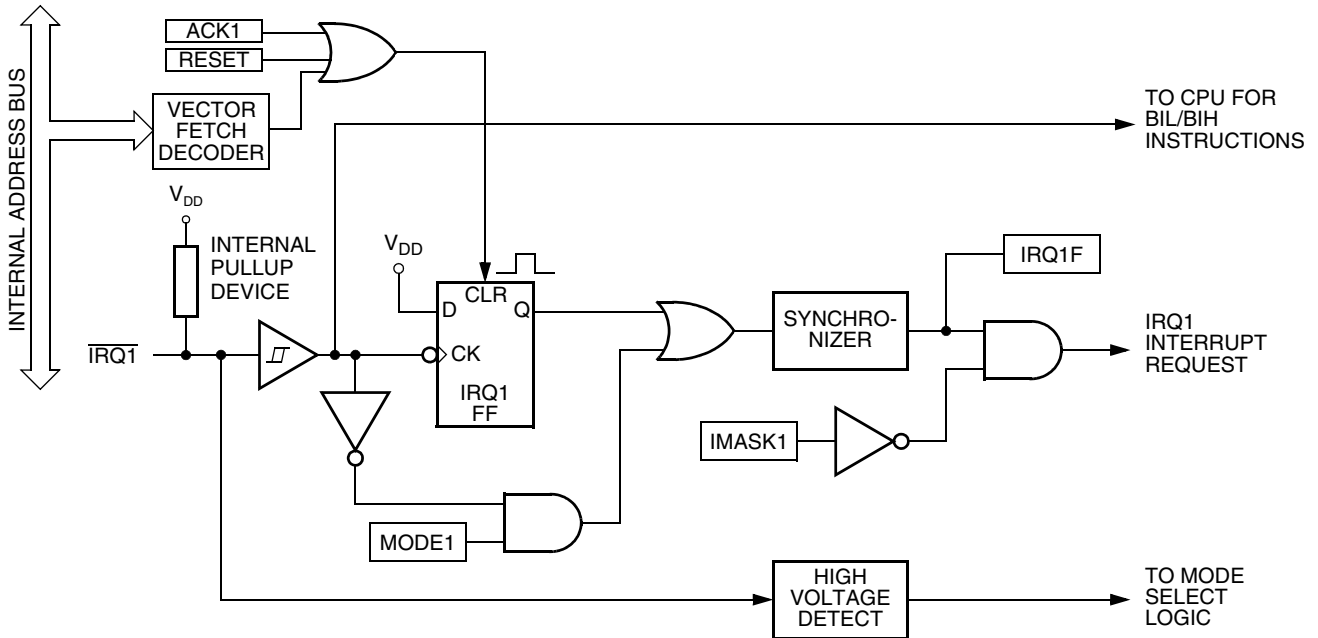 INTERNAL ADDRESS BUS
ACK1
RESET
VECTOR
FETCH
DECODER
TO CPU FOR
BIL/BIH
INSTRUCTIONS
VDD
INTERNAL
PULLUP
DEVICE
VDD
IRQ1
CLR
D
Q
CK
IRQ1
FF
SYNCHRO-
NIZER
IRQ1F
IRQ1
INTERRUPT
REQUEST
IMASK1
MODE1
HIGH
VOLTAGE
DETECT
TO MODE
SELECT
LOGIC